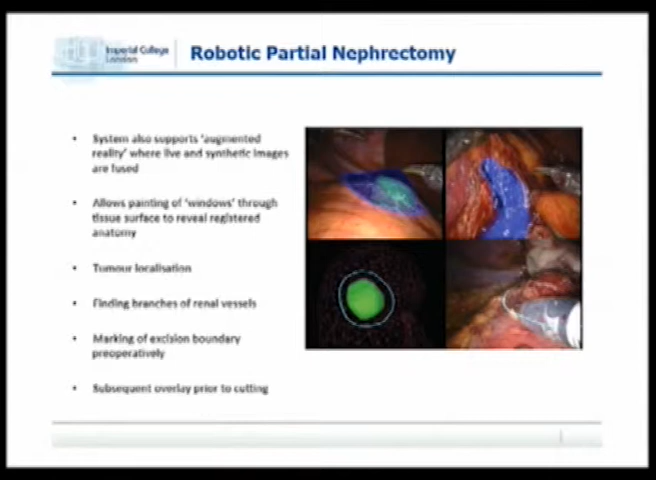 Imperial College
London
Robotic Partial Nephrectomy
• System also supports 'augmented
reality' where live and synthetic images
are fused
• Allows painting of 'windows' through
tissue surface to reveal registered
anatomy
• Tumour localisation
• Finding branches of renal vessels
• Marking of excision boundary
preoperatively
• Subsequent overlay prior to cutting